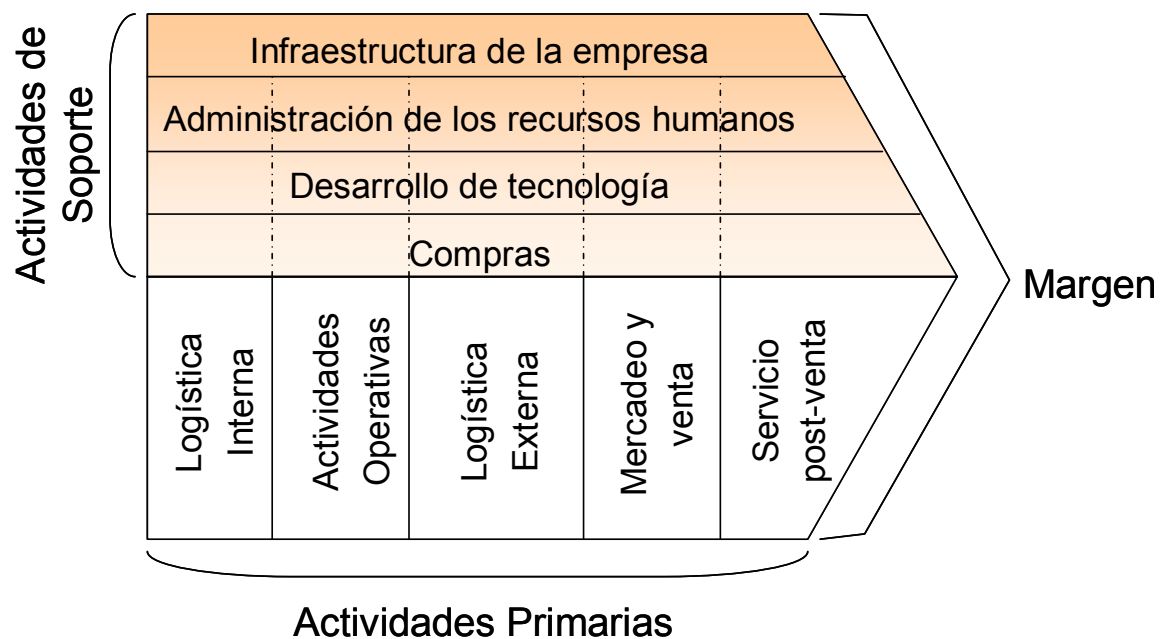 Actividades de
Soporte
Infraestructura de la empresa
Administración de los recursos humanos
Desarrollo de tecnología
Compras
Logística
Interna
Actividades
Operativas
Logística
Externa
Mercadeo y
venta
Servicio
post-venta
Margen
Actividades Primarias